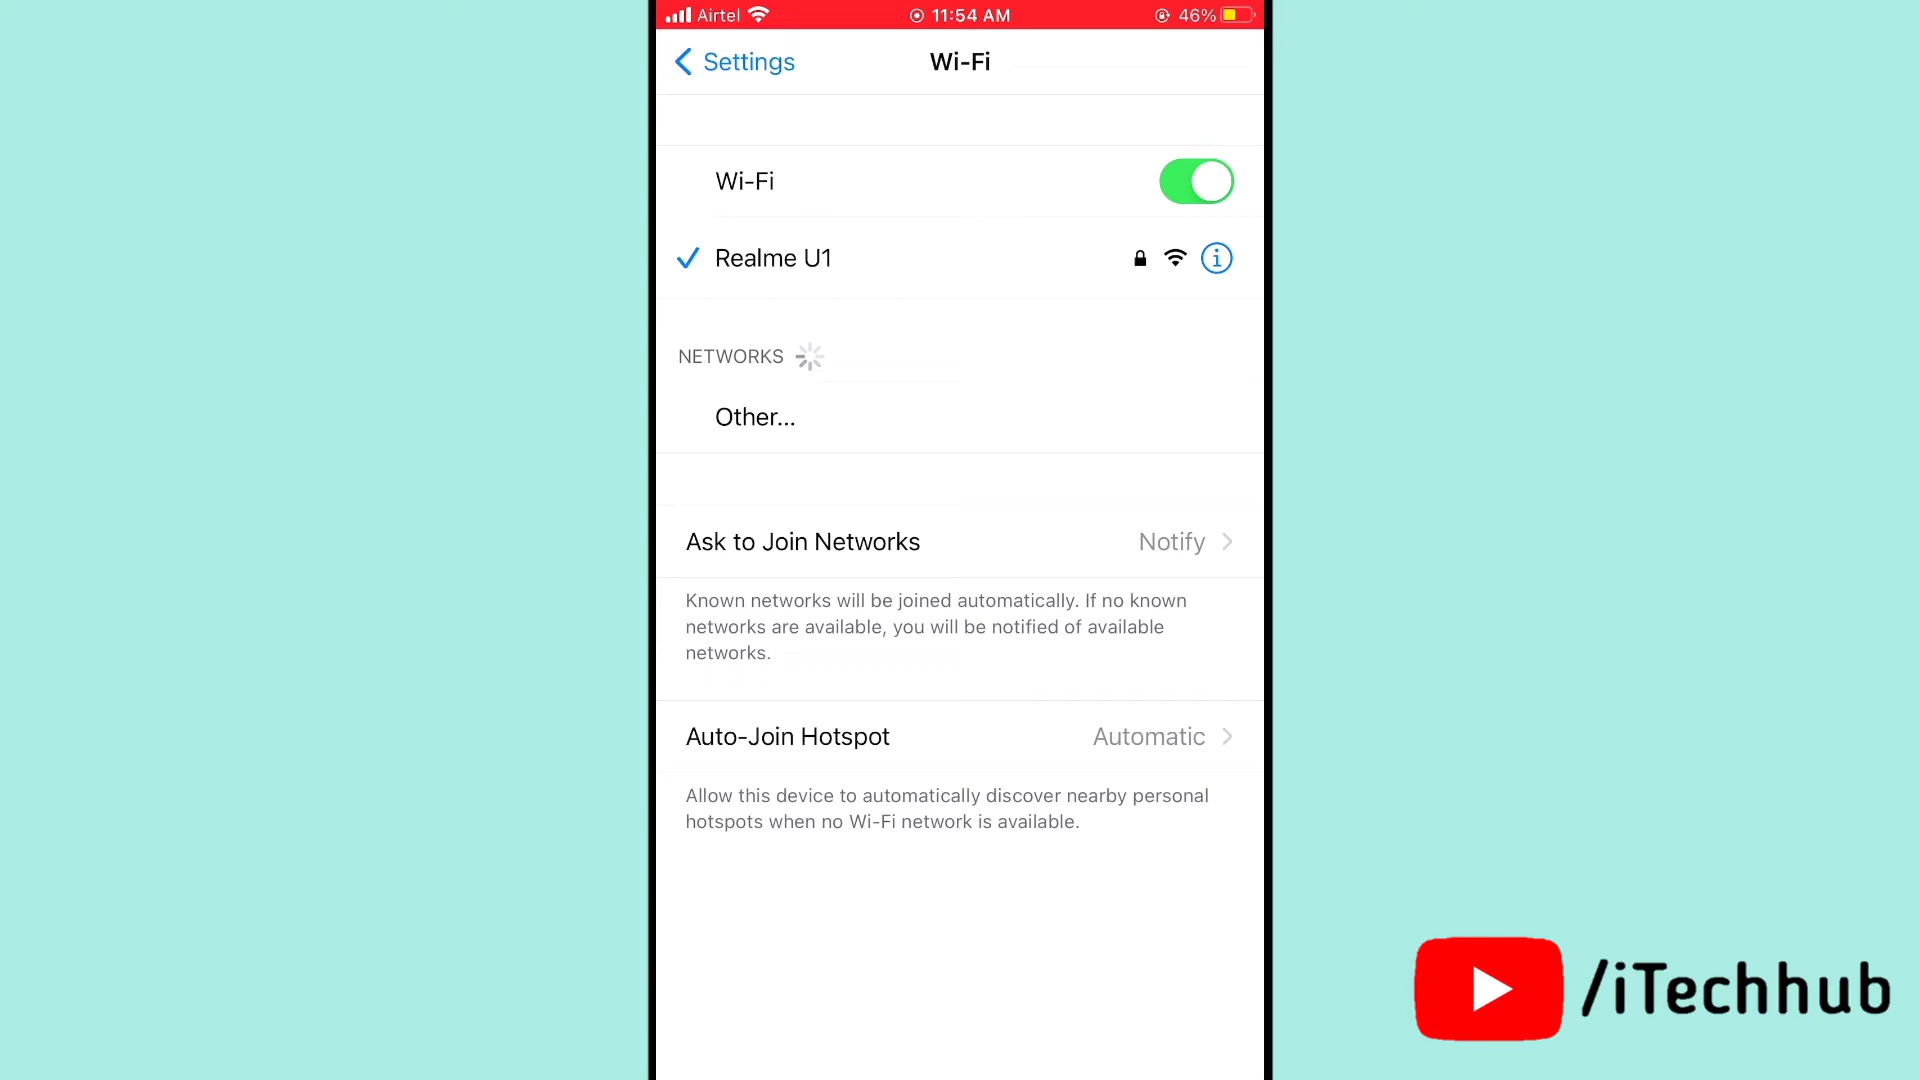 Airtel 11:54 AM 46%
Settings Wi-Fi
Wi-Fi
Realme U1
NETWORKS
Other...
Ask to Join Networks Notify
Known networks will be joined automatically. If no known
networks are available, you will be notified of available
networks.
Auto-Join Hotspot Automatic
Allow this device to automatically discover nearby personal
hotspots when no Wi-Fi network is available.
/iTechhub